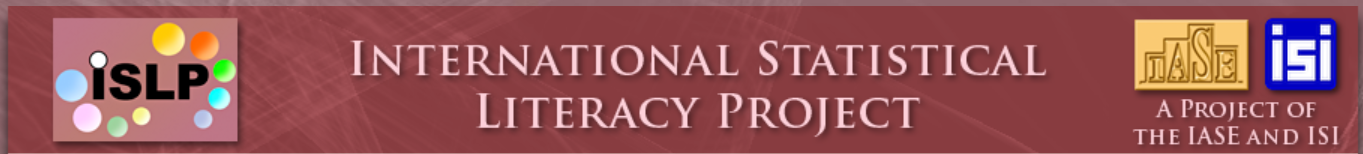 iSLP
INTERNATIONAL STATISTICAL
LITERACY PROJECT
IASE
isi
A PROJECT OF
THE IASE AND ISI